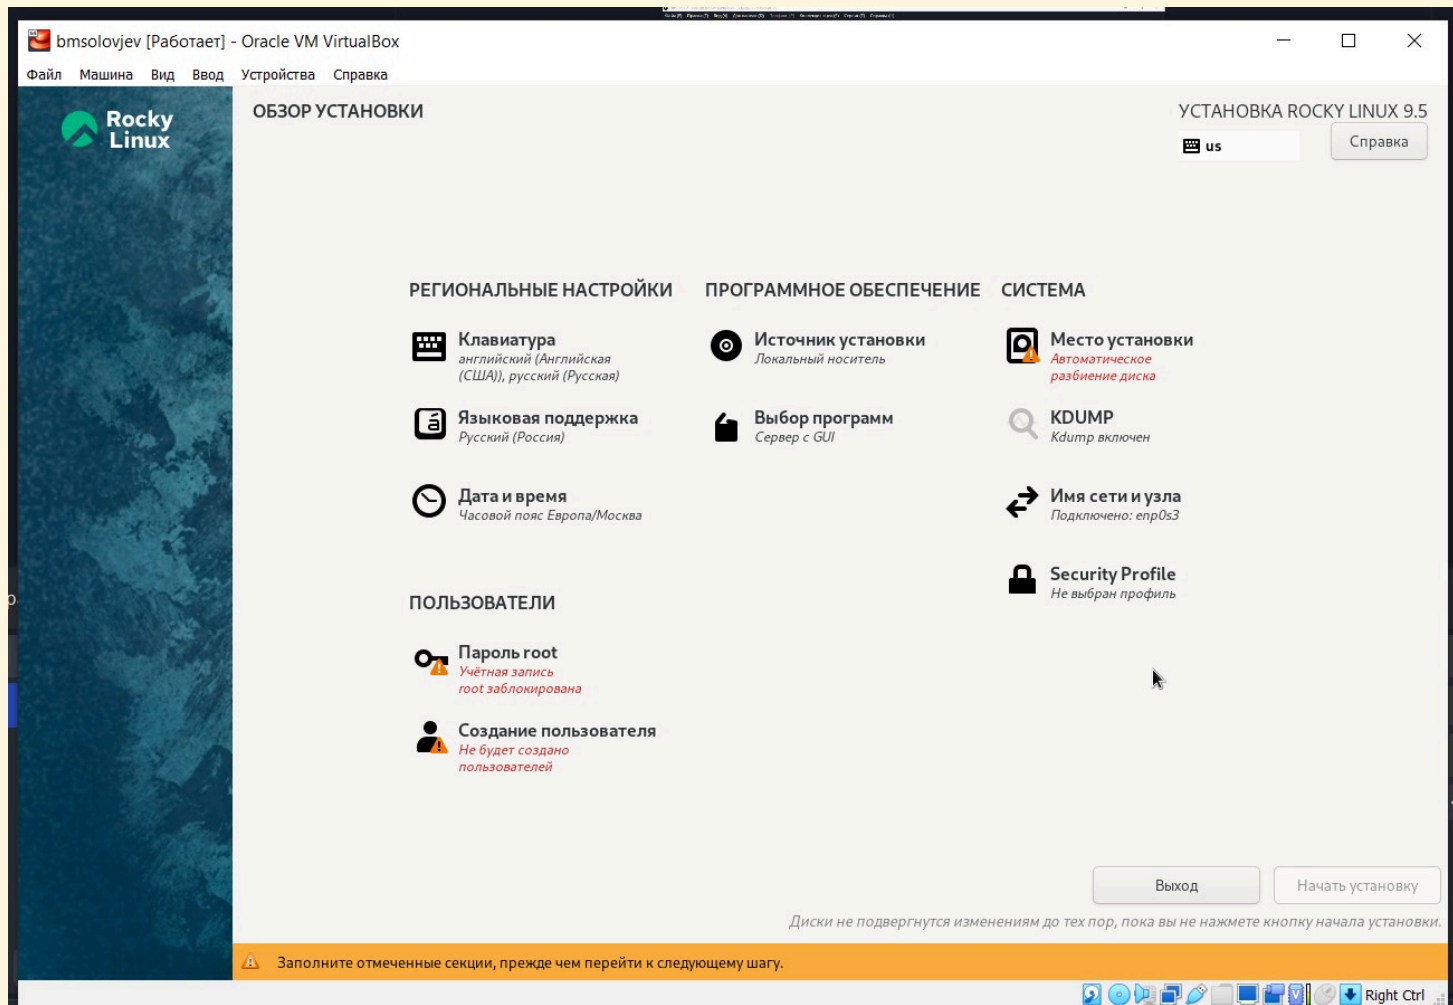 bmsolovjev [Работает] - Oracle VM VirtualBox
Файл Машина Вид Ввод Устройства Справка
Rocky
Linux
ОБЗОР УСТАНОВКИ
УСТАНОВКА ROCKY LINUX 9.5
us
Справка
РЕГИОНАЛЬНЫЕ НАСТРОЙКИ
Клавиатура
английский (Английская
(США)), русский (Русская)
Языковая поддержка
Русский (Россия)
Дата и время
Часовой пояс Европа/Москва
ПРОГРАММНОЕ ОБЕСПЕЧЕНИЕ
Источник установки
Локальный носитель
Выбор программ
Сервер с GUI
СИСТЕМА
Место установки
Автоматическое
разбиение диска
KDUMP
Kdump включен
Имя сети и узла
Подключено: enp0s3
Security Profile
Не выбран профиль
ПОЛЬЗОВАТЕЛИ
Пароль root
Учётная запись
root заблокирована
Создание пользователя
Не будет создано
пользователей
Выход
Начать установку
Диски не подвергнутся изменениям до тех пор, пока вы не нажмете кнопку начала установки.
Заполните отмеченные секции, прежде чем перейти к следующему шагу.
Right Ctrl